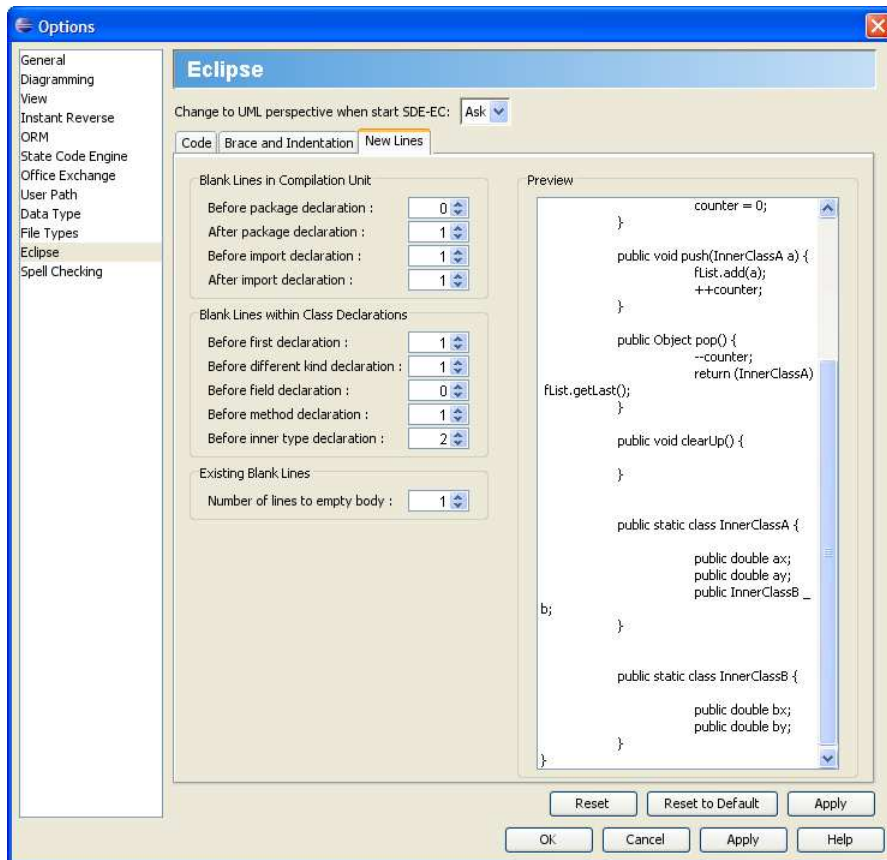 Options
General
Diagramming
View
Instant Reverse
ORM
State Code Engine
Office Exchange
User Path
Data Type
File Types
Eclipse
Spell Checking
Eclipse
Change to UML perspective when start SDE-EC: Ask
Code Brace and Indentation New Lines
Blank Lines in Compilation Unit
Before package declaration : 0
After package declaration : 1
Before import declaration : 1
After import declaration : 1
Blank Lines within Class Declarations
Before first declaration : 1
Before different kind declaration : 1
Before field declaration : 0
Before method declaration : 1
Before inner type declaration : 2
Existing Blank Lines
Number of lines to empty body : 1
Preview
counter = 0;
}
public void push(InnerClassA a) {
fList.add(a);
++counter;
}
public Object pop() {
--counter;
return (InnerClassA)
fList.getLast();
}
public void clearUp() {
}
public static class InnerClassA {
public double ax;
public double ay;
public InnerClassB _
b;
}
public static class InnerClassB {
public double bx;
public double by;
}
}
Reset Reset to Default Apply
OK Cancel Apply Help